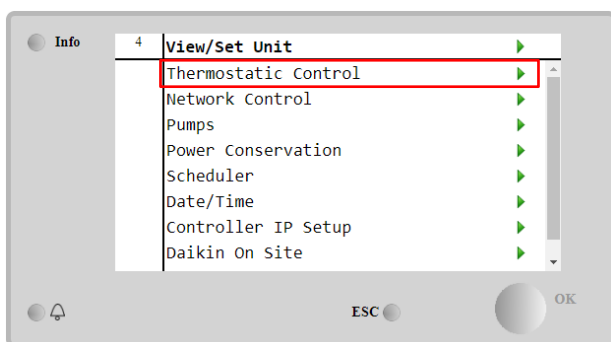 Info
4 View/Set Unit
Thermostatic Control
Network Control
Pumps
Power Conservation
Scheduler
Date/Time
Controller IP Setup
Daikin On Site
ESC
OK